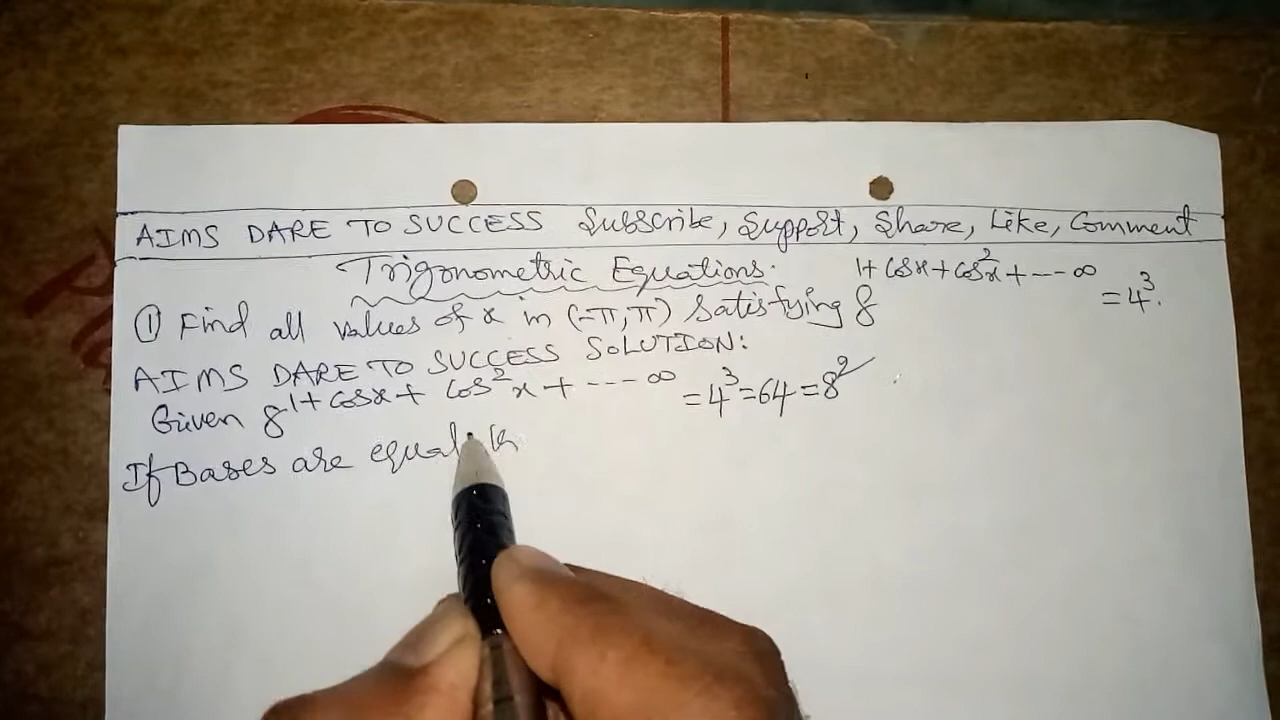 AIMS DARE TO SUCCESS Subscribe, Support, Share, Like, Comment
Trigonometric Equations.
① Find all values of x in (-π, π) satisfying 8^(1+cosx+cos²x+----∞) = 4³.
AIMS DARE TO SUCCESS SOLUTION:
Given 8^(1+cosx+cos²x+----∞) = 4³ = 64 = 8²
If Bases are equal